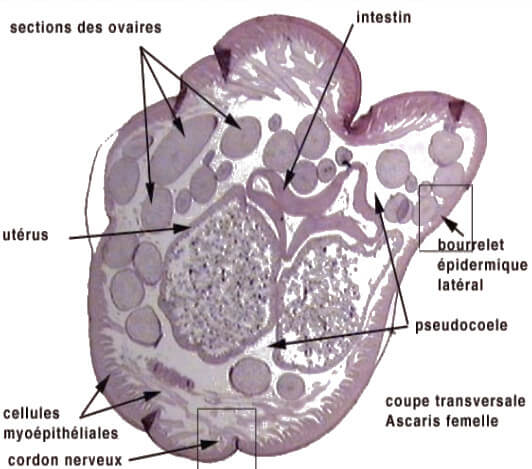 sections des ovaires
intestin
utérus
bourrelet
épidermique
latéral
pseudocoele
cellules
myoépithéliales
cordon nerveux
coupe transversale
Ascaris femelle